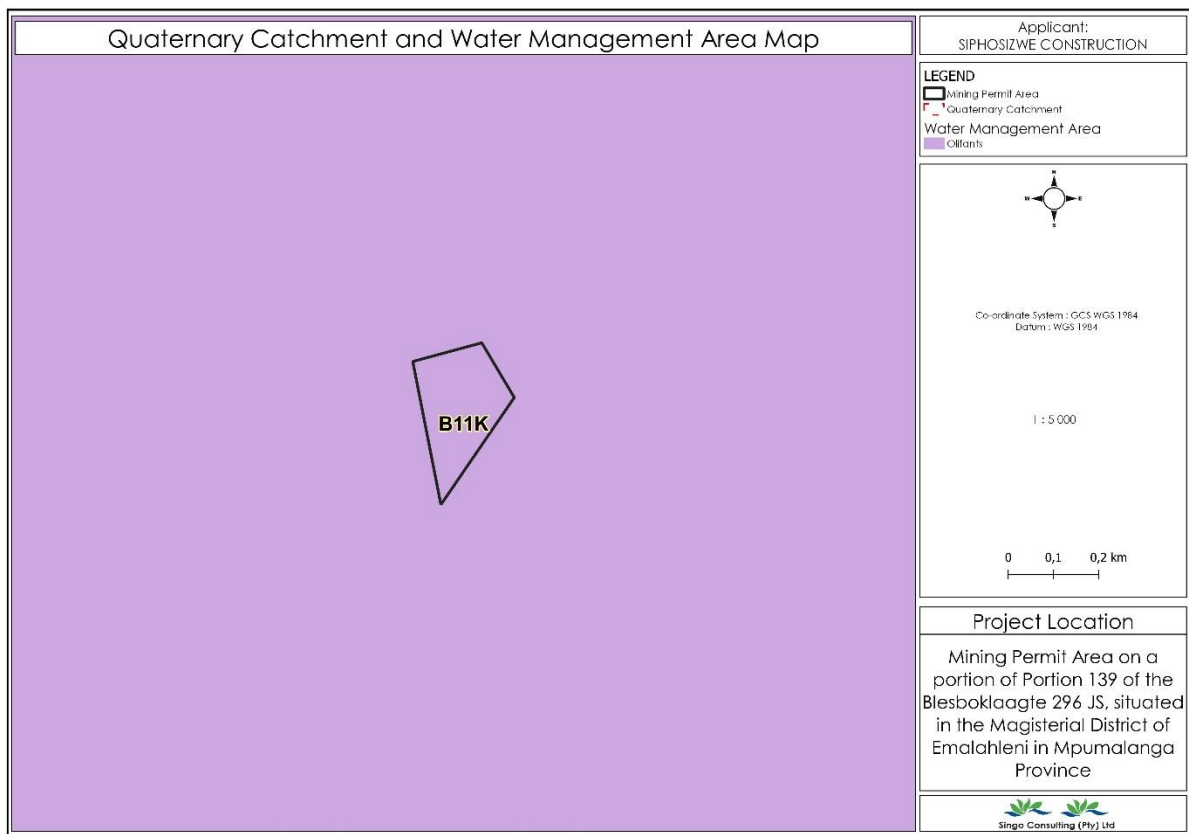 Quaternary Catchment and Water Management Area Map
Applicant:
SIPHOSIZWE CONSTRUCTION
LEGEND
Mining Permit Area
Quaternary Catchment
Water Management Area
Olifants
N
W E
S
Co-ordinate System : GCS WGS 1984
Datum : WGS 1984
1 : 5 000
0 0,1 0,2 km
B11K
Project Location
Mining Permit Area on a
portion of Portion 139 of the
Blesboklaagte 296 JS, situated
in the Magisterial District of
Emalahleni in Mpumalanga
Province
Singo Consulting (Pty) Ltd